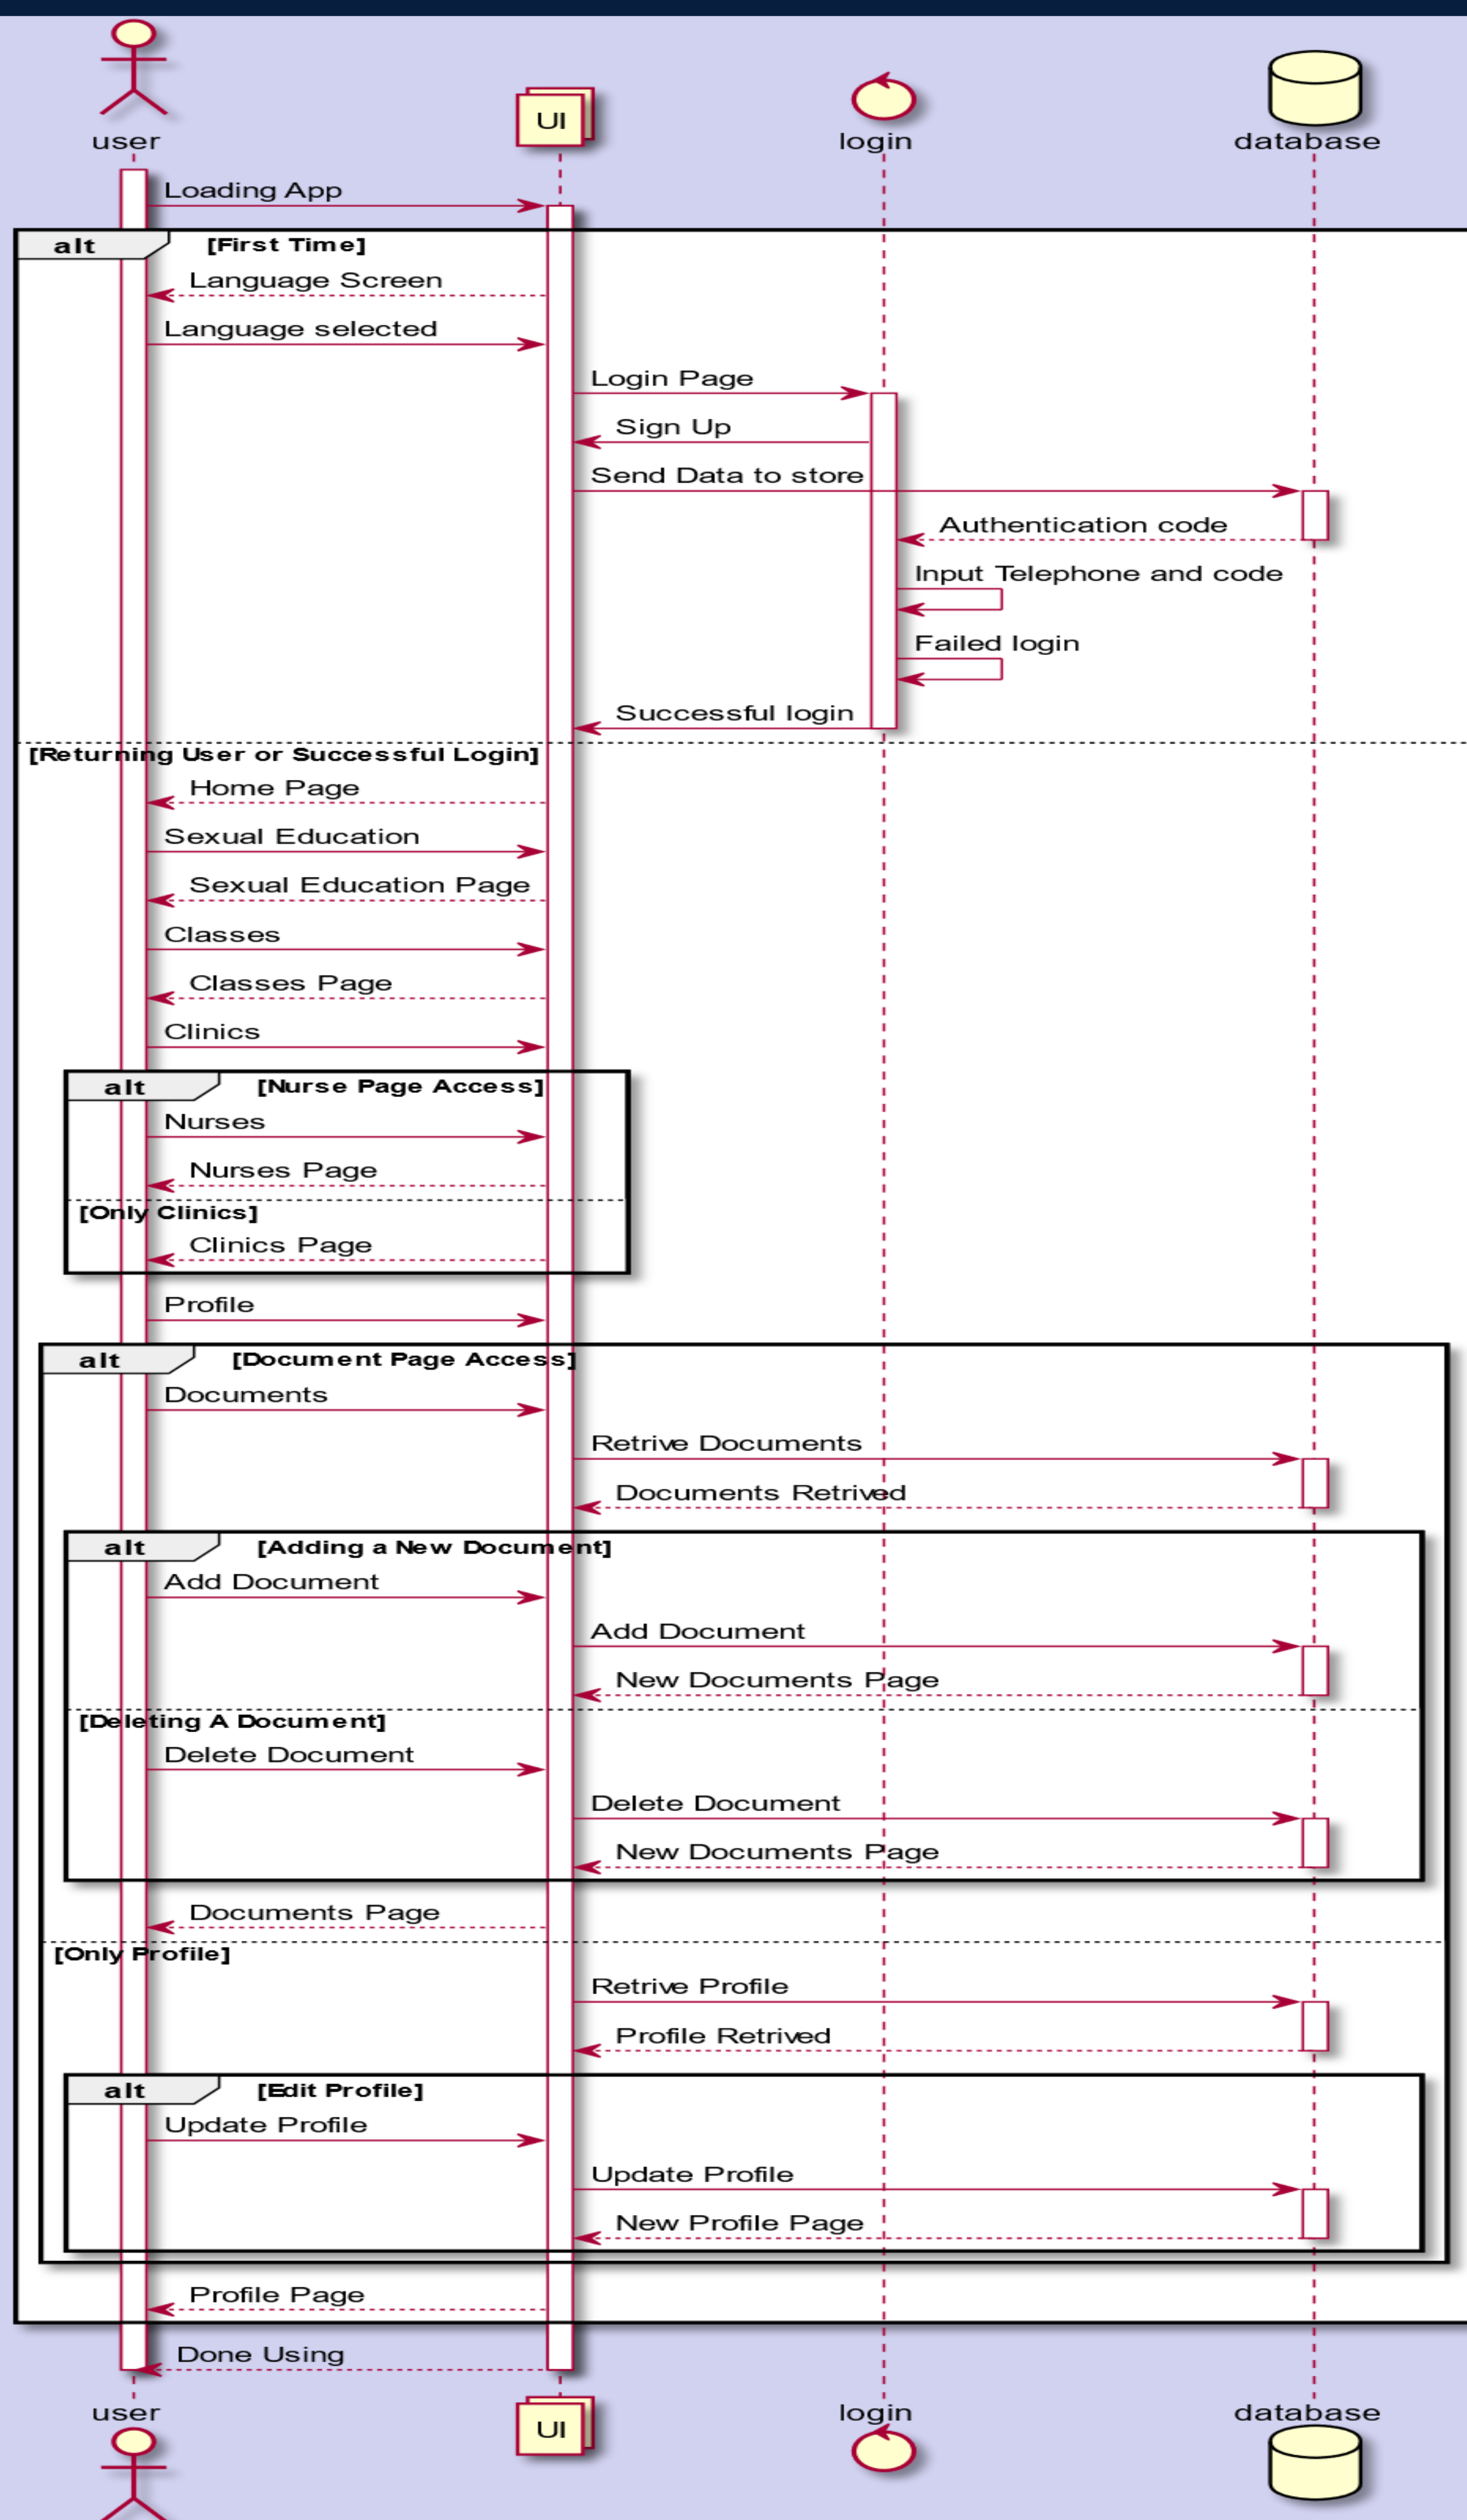 user
UI
login
database
Loading App
alt [First Time]
Language Screen
Language selected
Login Page
Sign Up
Send Data to store
Authentication code
Input Telephone and code
Failed login
Successful login
[Returning User or Successful Login]
Home Page
Sexual Education
Sexual Education Page
Classes
Classes Page
Clinics
alt [Nurse Page Access]
Nurses
Nurses Page
[Only Clinics]
Clinics Page
Profile
alt [Document Page Access]
Documents
Retrive Documents
Documents Retrived
alt [Adding a New Document]
Add Document
Add Document
New Documents Page
[Deleting A Document]
Delete Document
Delete Document
New Documents Page
Documents Page
[Only Profile]
Retrive Profile
Profile Retrived
alt [Edit Profile]
Update Profile
Update Profile
New Profile Page
Profile Page
Done Using
user
UI
login
database